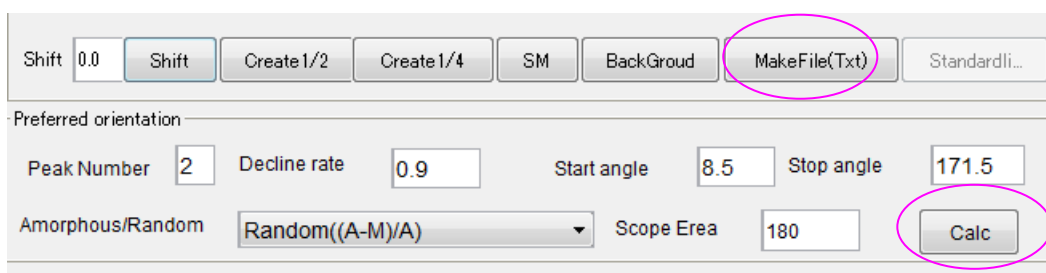 Shift 0.0 Shift Create1/2 Create1/4 SM BackGroud MakeFile(Txt) Standardli...
Preferred orientation
Peak Number 2 Decline rate 0.9 Start angle 8.5 Stop angle 171.5
Amorphous/Random Random((A-M)/A) Scope Erea 180 Calc